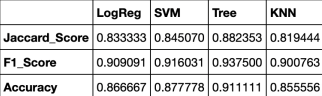 LogReg SVM Tree KNN
Jaccard_Score 0.833333 0.845070 0.882353 0.819444
F1_Score 0.909091 0.916031 0.937500 0.900763
Accuracy 0.866667 0.877778 0.911111 0.855556